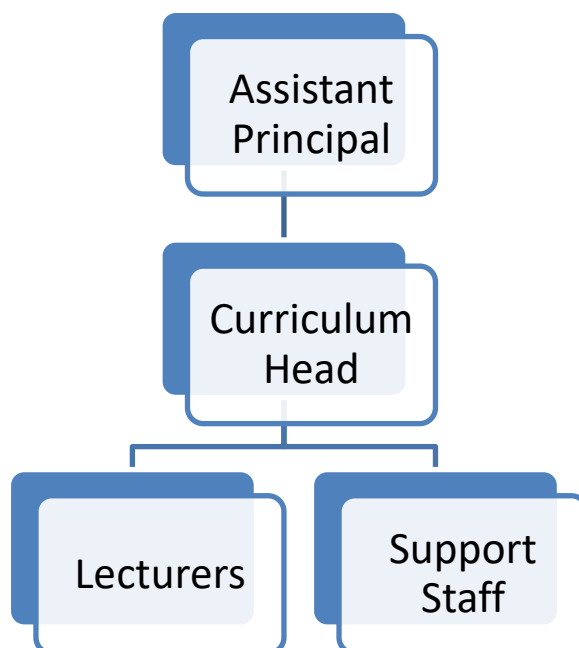 Assistant
Principal
Curriculum
Head
Lecturers
Support
Staff